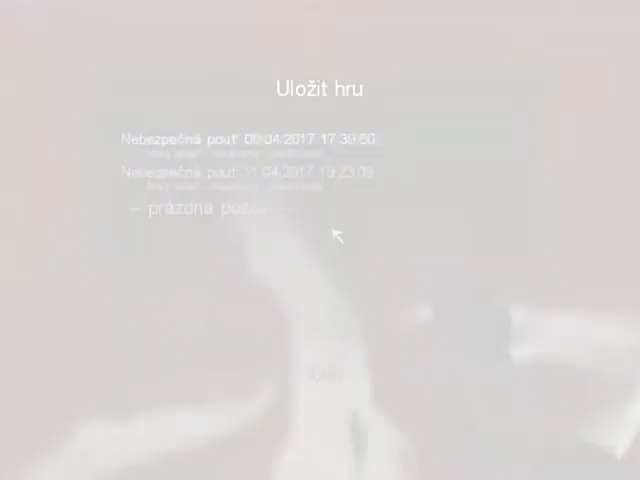 Uložit hru
Nebezpečná pouť 09.04.2017 17:39:50
Nebezpečná pouť 11.04.2017 19:23:09
-- prázdná pozice --